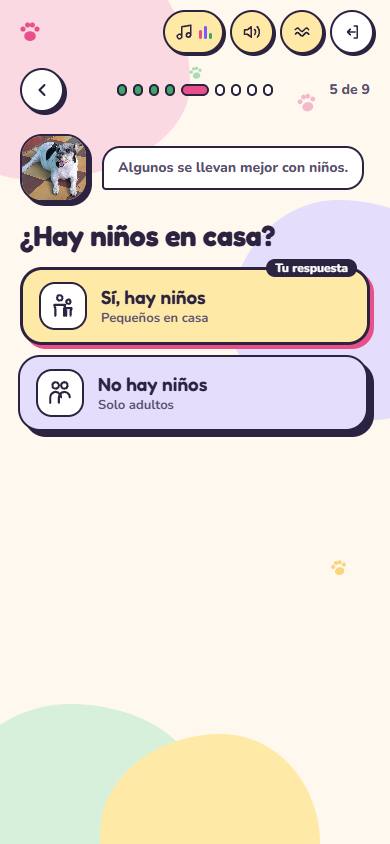 5 de 9
Algunos se llevan mejor con niños.
¿Hay niños en casa?
Tu respuesta
Sí, hay niños
Pequeños en casa
No hay niños
Solo adultos